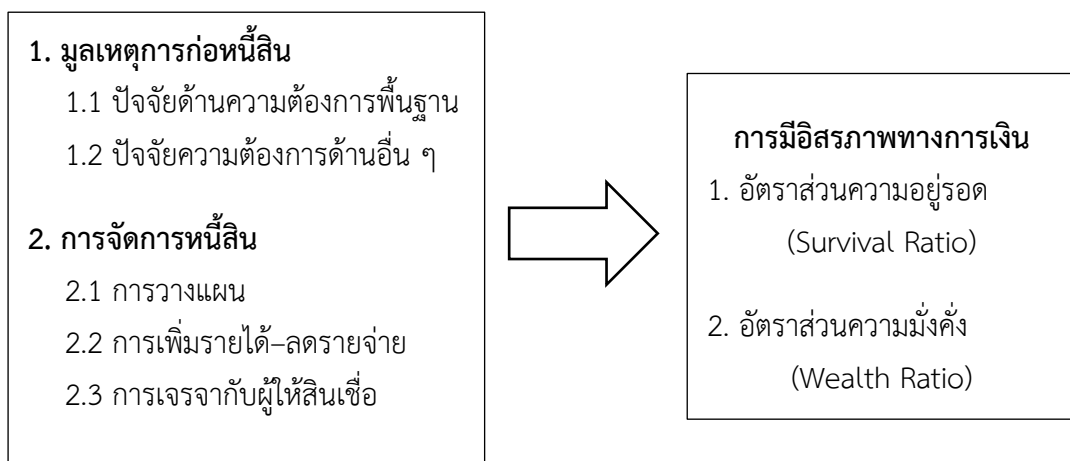 1. มูลเหตุการก่อหนี้สิน
1.1 ปัจจัยด้านความต้องการพื้นฐาน
1.2 ปัจจัยความต้องการด้านอื่น ๆ
2. การจัดการหนี้สิน
2.1 การวางแผน
2.2 การเพิ่มรายได้–ลดรายจ่าย
2.3 การเจรจากับผู้ให้สินเชื่อ
การมีอิสรภาพทางการเงิน
1. อัตราส่วนความอยู่รอด
(Survival Ratio)
2. อัตราส่วนความมั่งคั่ง
(Wealth Ratio)